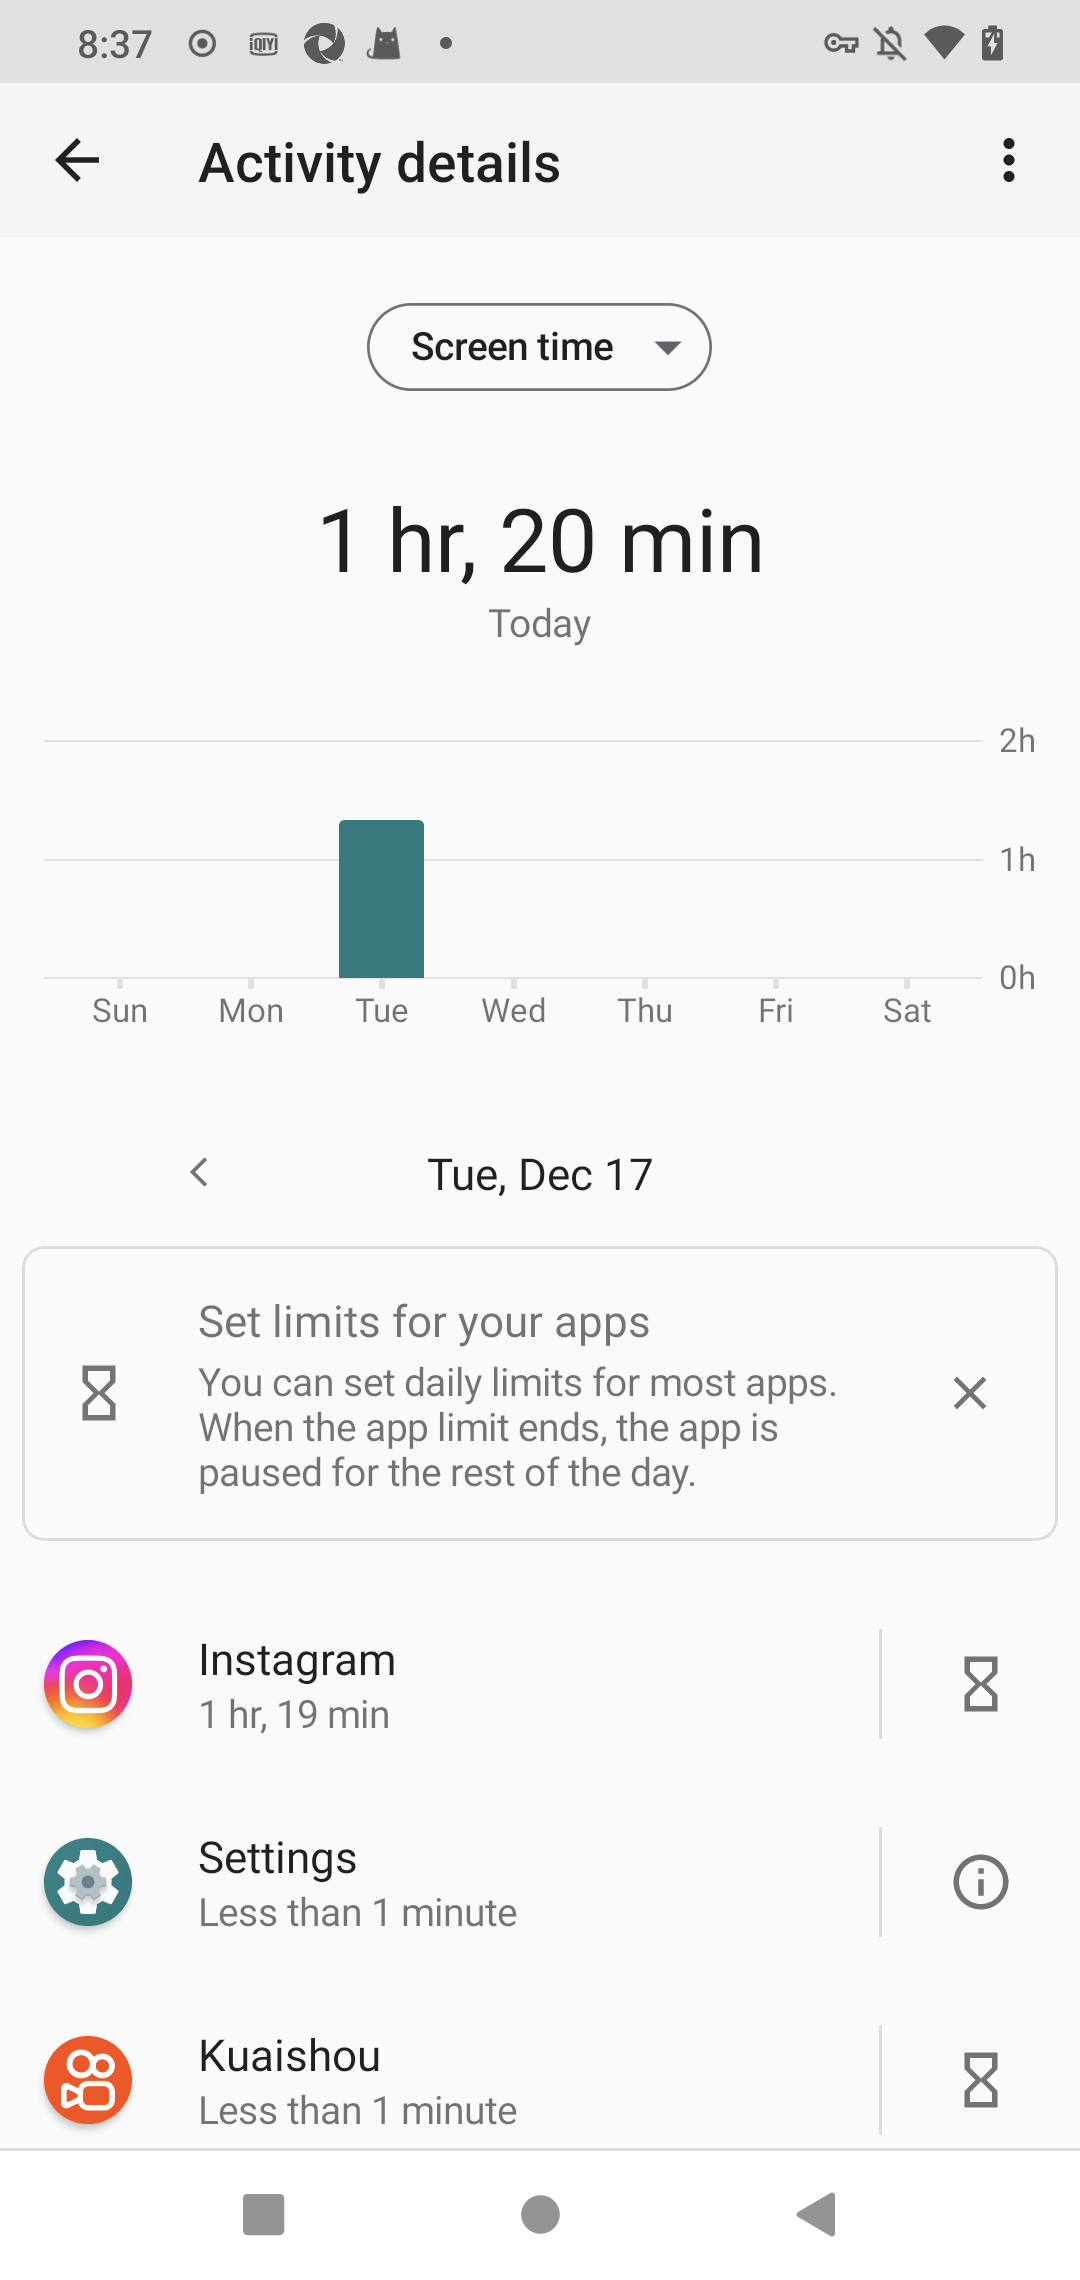 8:37
iQIYI
Activity details
Screen time
1 hr, 20 min
Today
2h
1h
0h
Sun Mon Tue Wed Thu Fri Sat
Tue, Dec 17
Set limits for your apps
You can set daily limits for most apps.
When the app limit ends, the app is
paused for the rest of the day.
Instagram
1 hr, 19 min
Settings
Less than 1 minute
Kuaishou
Less than 1 minute